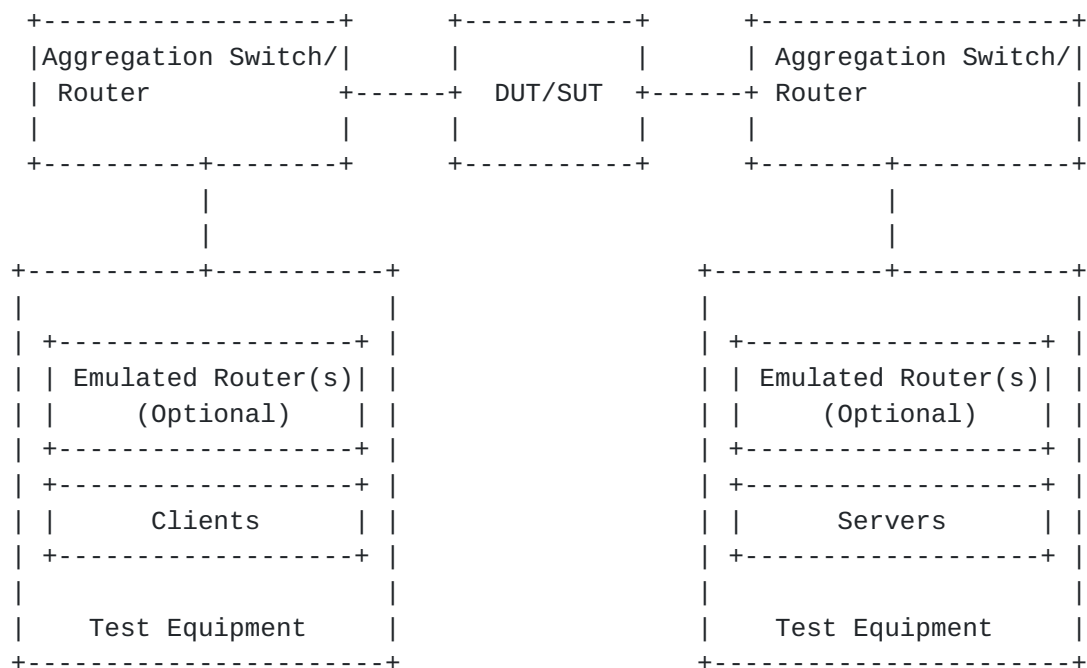 Aggregation Switch/
Router
DUT/SUT
Aggregation Switch/
Router
Emulated Router(s)
(Optional)
Clients
Test Equipment
Emulated Router(s)
(Optional)
Servers
Test Equipment